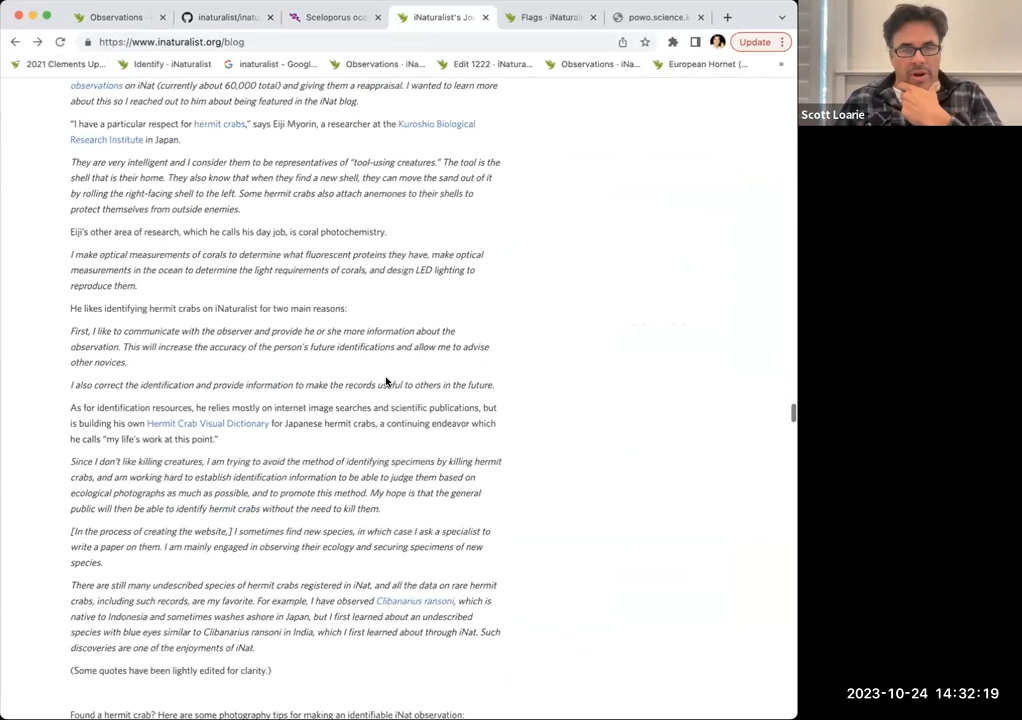 Observations ·
inaturalist/inatu
Sceloporus occ
iNaturalist's Jo
Flags · iNaturali
powo.science.k
https://www.inaturalist.org/blog
Update
2021 Clements Up...
Identify · iNaturalist
inaturalist - Googl...
Observations · iNa...
Edit 1222 · iNatura...
Observations · iNa...
European Hornet (...
»
Scott Loarie
observations on iNat (currently about 60,000 total) and giving them a reappraisal. I wanted to learn more
about this so I reached out to him about being featured in the iNat blog.
“I have a particular respect for hermit crabs,” says Eiji Myorin, a researcher at the Kuroshio Biological
Research Institute in Japan.
They are very intelligent and I consider them to be representatives of “tool-using creatures.” The tool is the
shell that is their home. They also know that when they find a new shell, they can move the sand out of it
by rolling the right-facing shell to the left. Some hermit crabs also attach anemones to their shells to
protect themselves from outside enemies.
Eiji’s other area of research, which he calls his day job, is coral photochemistry.
I make optical measurements of corals to determine what fluorescent proteins they have, make optical
measurements in the ocean to determine the light requirements of corals, and design LED lighting to
reproduce them.
He likes identifying hermit crabs on iNaturalist for two main reasons:
First, I like to communicate with the observer and provide he or she more information about the
observation. This will increase the accuracy of the person's future identifications and allow me to advise
other novices.
I also correct the identification and provide information to make the records useful to others in the future.
As for identification resources, he relies mostly on internet image searches and scientific publications, but
is building his own Hermit Crab Visual Dictionary for Japanese hermit crabs, a continuing endeavor which
he calls “my life's work at this point.”
Since I don’t like killing creatures, I am trying to avoid the method of identifying specimens by killing hermit
crabs, and am working hard to establish identification information to be able to judge them based on
ecological photographs as much as possible, and to promote this method. My hope is that the general
public will then be able to identify hermit crabs without the need to kill them.
[In the process of creating the website,] I sometimes find new species, in which case I ask a specialist to
write a paper on them. I am mainly engaged in observing their ecology and securing specimens of new
species.
There are still many undescribed species of hermit crabs registered in iNat, and all the data on rare hermit
crabs, including such records, are my favorite. For example, I have observed Clibanarius ransoni, which is
native to Indonesia and sometimes washes ashore in Japan, but I first learned about an undescribed
species with blue eyes similar to Clibanarius ransoni in India, which I first learned about through iNat. Such
discoveries are one of the enjoyments of iNat.
(Some quotes have been lightly edited for clarity.)
Found a hermit crab? Here are some photography tips for making an identifiable iNat observation:
2023-10-24 14:32:19